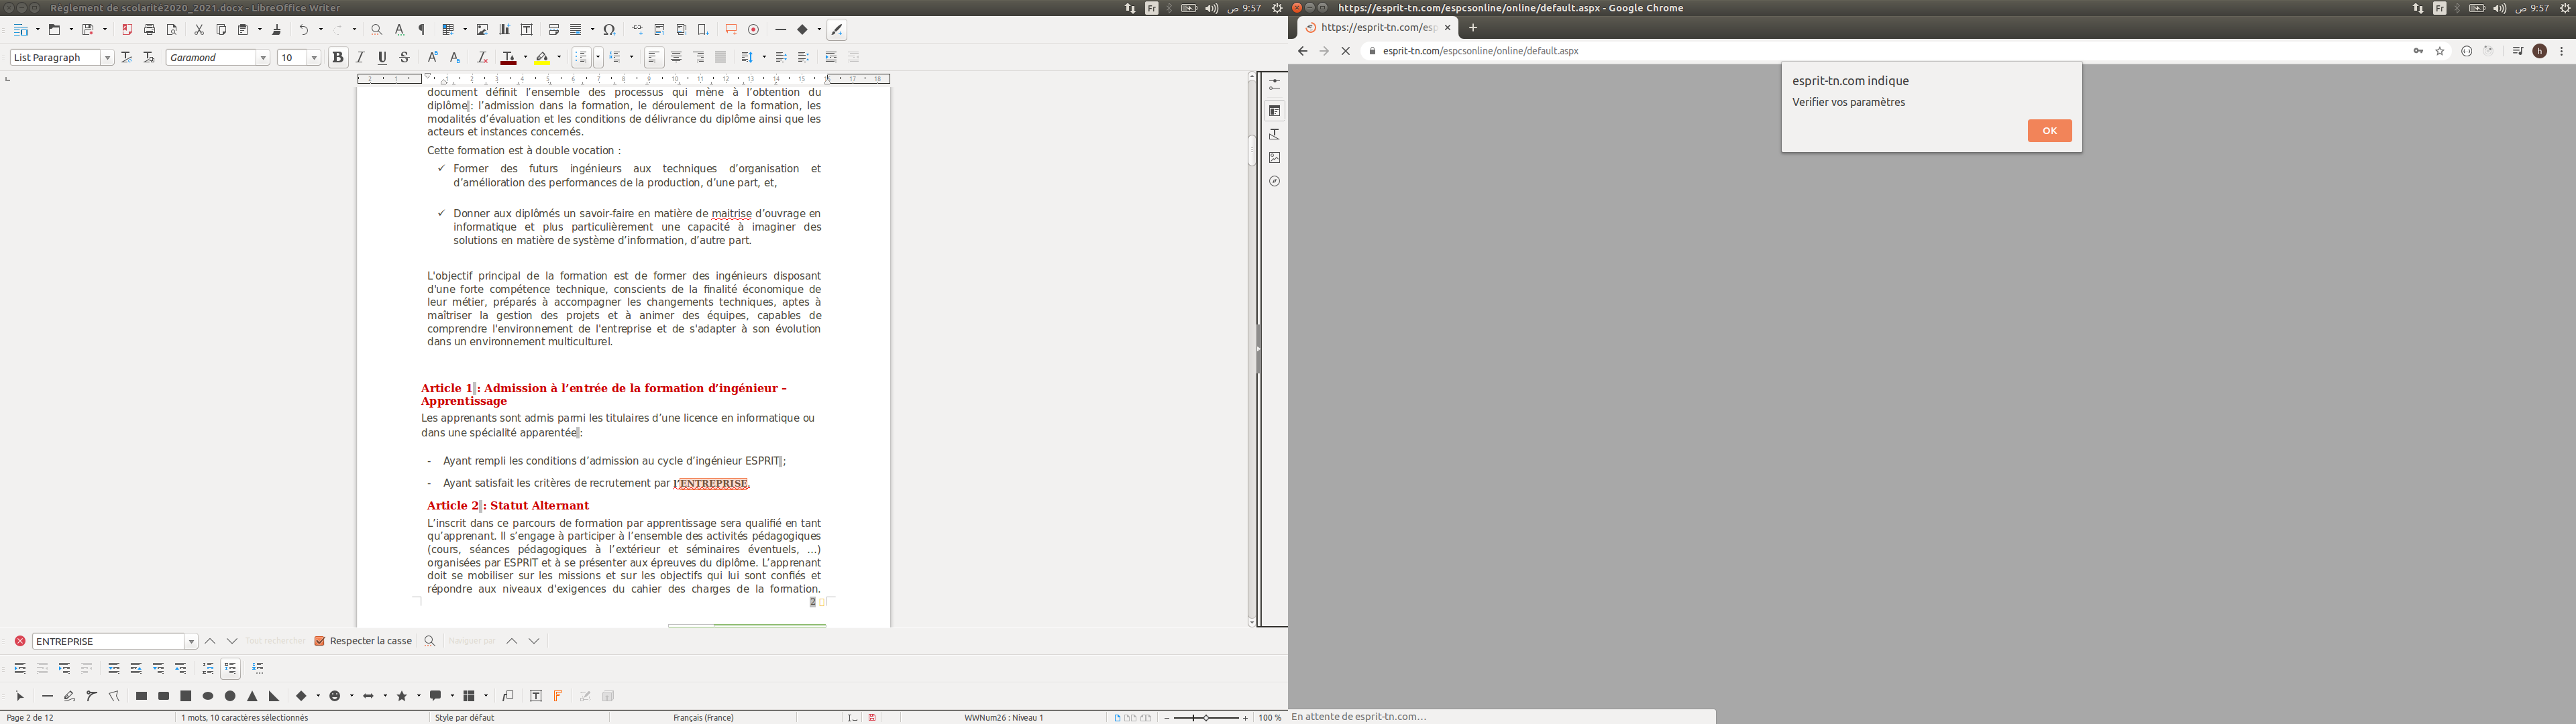 Réglement de scolarité2020_2021.docx - LibreOffice Writer
Fr
9:57 ص
List Paragraph
Garamond
10
document définit l’ensemble des processus qui mène à l’obtention du
diplôme : l’admission dans la formation, le déroulement de la formation, les
modalités d’évaluation et les conditions de délivrance du diplôme ainsi que les
acteurs et instances concernés.
Cette formation est à double vocation :
✓ Former des futurs ingénieurs aux techniques d’organisation et
d’amélioration des performances de la production, d’une part, et,
✓ Donner aux diplômés un savoir-faire en matière de maitrise d’ouvrage en
informatique et plus particulièrement une capacité à imaginer des
solutions en matière de système d’information, d’autre part.
L'objectif principal de la formation est de former des ingénieurs disposant
d'une forte compétence technique, conscients de la finalité économique de
leur métier, préparés à accompagner les changements techniques, aptes à
maîtriser la gestion des projets et à animer des équipes, capables de
comprendre l'environnement de l'entreprise et de s'adapter à son évolution
dans un environnement multiculturel.
Article 1 : Admission à l’entrée de la formation d’ingénieur –
Apprentissage
Les apprenants sont admis parmi les titulaires d’une licence en informatique ou
dans une spécialité apparentée :
- Ayant rempli les conditions d’admission au cycle d’ingénieur ESPRIT ;
- Ayant satisfait les critères de recrutement par l’ENTREPRISE.
Article 2 : Statut Alternant
L’inscrit dans ce parcours de formation par apprentissage sera qualifié en tant
qu’apprenant. Il s’engage à participer à l’ensemble des activités pédagogiques
(cours, séances pédagogiques à l’extérieur et séminaires éventuels, …)
organisées par ESPRIT et à se présenter aux épreuves du diplôme. L’apprenant
doit se mobiliser sur les missions et sur les objectifs qui lui sont confiés et
répondre aux niveaux d'exigences du cahier des charges de la formation.
2
ENTREPRISE
Tout rechercher
Respecter la casse
Naviguer par
Page 2 de 12
1 mots, 10 caractères sélectionnés
Style par défaut
Français (France)
WWNum26 : Niveau 1
100 %
https://esprit-tn.com/espcsonline/online/default.aspx - Google Chrome
Fr
9:57 ص
https://esprit-tn.com/esp
esprit-tn.com/espcsonline/online/default.aspx
h
esprit-tn.com indique
Verifier vos paramètres
OK
En attente de esprit-tn.com…